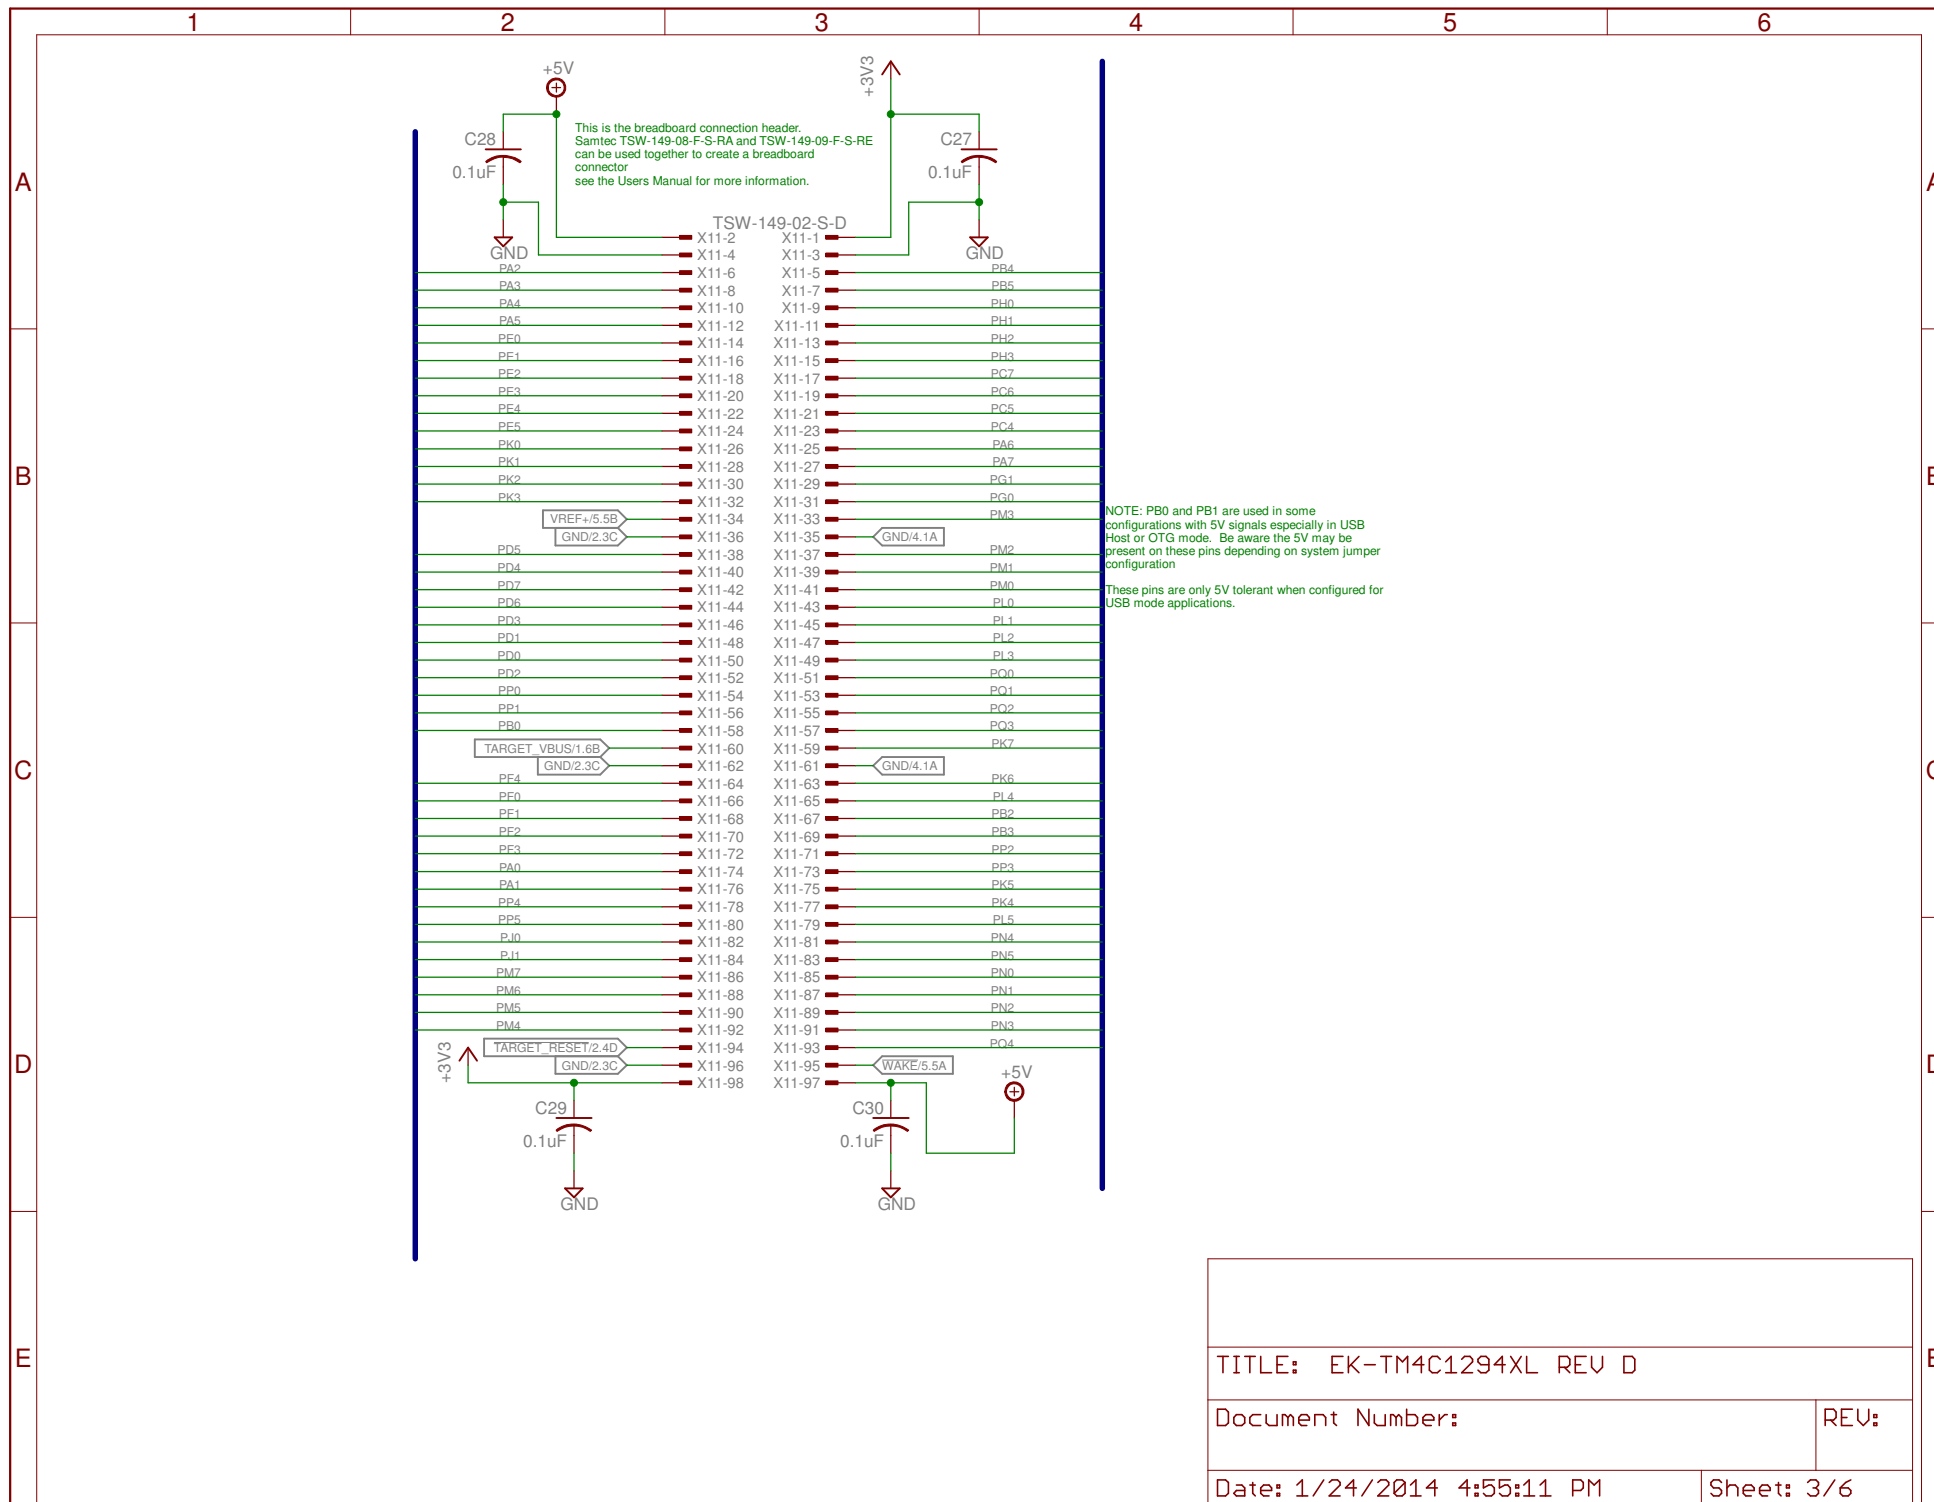 1 2 3 4 5 6
+5V
+3V3
This is the breadboard connection header.
Samtec TSW-149-08-F-S-RA and TSW-149-09-F-S-RE
can be used together to create a breadboard
connector
see the Users Manual for more information.
C28
0.1uF
C27
0.1uF
A
TSW-149-02-S-D
X11-2 X11-1
GND X11-4 X11-3 GND
PA2 X11-6 X11-5 PB4
PA3 X11-8 X11-7 PB5
PA4 X11-10 X11-9 PH0
PA5 X11-12 X11-11 PH1
PE0 X11-14 X11-13 PH2
PE1 X11-16 X11-15 PH3
PE2 X11-18 X11-17 PC7
PE3 X11-20 X11-19 PC6
PE4 X11-22 X11-21 PC5
PE5 X11-24 X11-23 PC4
PK0 X11-26 X11-25 PA6
PK1 X11-28 X11-27 PA7
B
PK2 X11-30 X11-29 PG1
PK3 X11-32 X11-31 PG0
VREF+/5.5B X11-34 X11-33 PM3
GND/2.3C X11-36 X11-35 GND/4.1A
PD5 X11-38 X11-37 PM2
PD4 X11-40 X11-39 PM1
PD7 X11-42 X11-41 PM0
PD6 X11-44 X11-43 PL0
PD3 X11-46 X11-45 PL1
PD1 X11-48 X11-47 PL2
PD0 X11-50 X11-49 PL3
PD2 X11-52 X11-51 PQ0
PP0 X11-54 X11-53 PQ1
PP1 X11-56 X11-55 PQ2
PB0 X11-58 X11-57 PQ3
TARGET_VBUS/1.6B X11-60 X11-59 PK7
C
GND/2.3C X11-62 X11-61 GND/4.1A
PF4 X11-64 X11-63 PK6
PF0 X11-66 X11-65 PL4
PF1 X11-68 X11-67 PB2
PF2 X11-70 X11-69 PB3
PF3 X11-72 X11-71 PP2
PA0 X11-74 X11-73 PP3
PA1 X11-76 X11-75 PK5
PP4 X11-78 X11-77 PK4
PP5 X11-80 X11-79 PL5
PJ0 X11-82 X11-81 PN4
PJ1 X11-84 X11-83 PN5
PM7 X11-86 X11-85 PN0
PM6 X11-88 X11-87 PN1
PM5 X11-90 X11-89 PN2
PM4 X11-92 X11-91 PN3
TARGET_RESET/2.4D X11-94 X11-93 PQ4
D
GND/2.3C X11-96 X11-95 WAKE/5.5A
+3V3 X11-98 X11-97 +5V
NOTE: PB0 and PB1 are used in some
configurations with 5V signals especially in USB
Host or OTG mode. Be aware the 5V may be
present on these pins depending on system jumper
configuration
These pins are only 5V tolerant when configured for
USB mode applications.
C29
0.1uF
GND
C30
0.1uF
GND
E
TITLE: EK-TM4C1294XL REV D
Document Number: REV:
Date: 1/24/2014 4:55:11 PM Sheet: 3/6